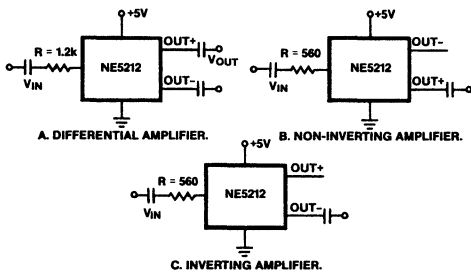 +5V
OUT+
R = 1.2k
NE5212
VOUT
VIN
OUT–
A. DIFFERENTIAL AMPLIFIER.
+5V
OUT–
R = 560
NE5212
OUT+
VIN
B. NON-INVERTING AMPLIFIER.
+5V
OUT+
R = 560
NE5212
OUT–
VIN
C. INVERTING AMPLIFIER.